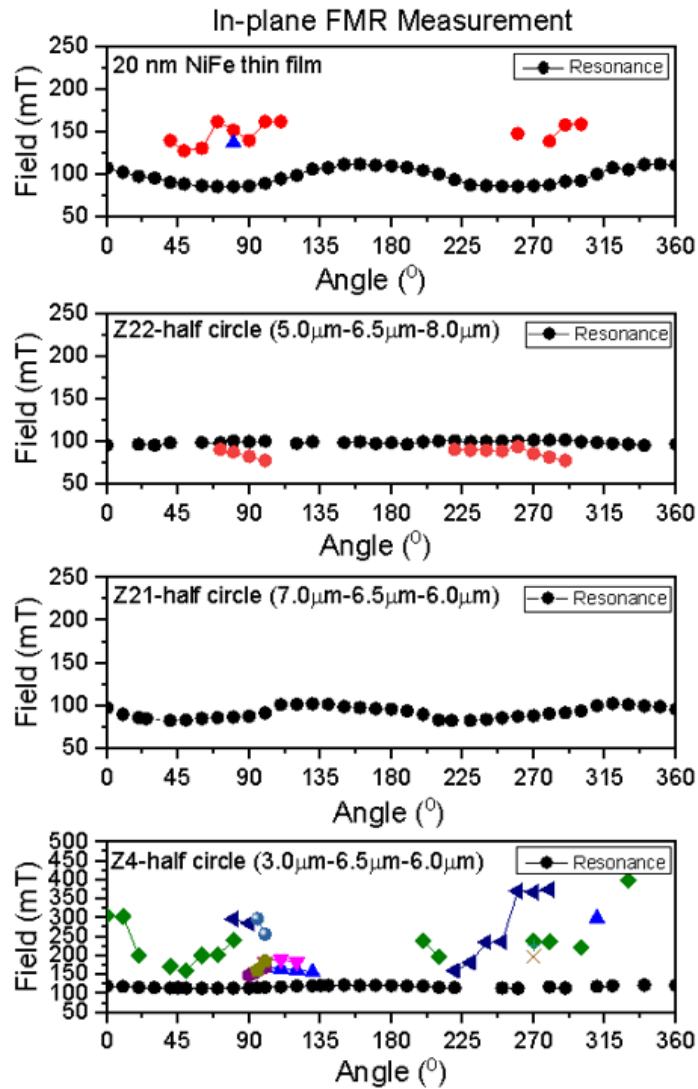 In-plane FMR Measurement
20 nm NiFe thin film
Resonance
Field (mT)
250
200
150
100
50
0 45 90 135 180 225 270 315 360
Angle (⁰)
Z22-half circle (5.0μm-6.5μm-8.0μm)
Resonance
Field (mT)
250
200
150
100
50
0 45 90 135 180 225 270 315 360
Angle (⁰)
Z21-half circle (7.0μm-6.5μm-6.0μm)
Resonance
Field (mT)
250
200
150
100
50
0 45 90 135 180 225 270 315 360
Angle (⁰)
Z4-half circle (3.0μm-6.5μm-6.0μm)
Resonance
Field (mT)
500
450
400
350
300
250
200
150
100
50
0 45 90 135 180 225 270 315 360
Angle (⁰)